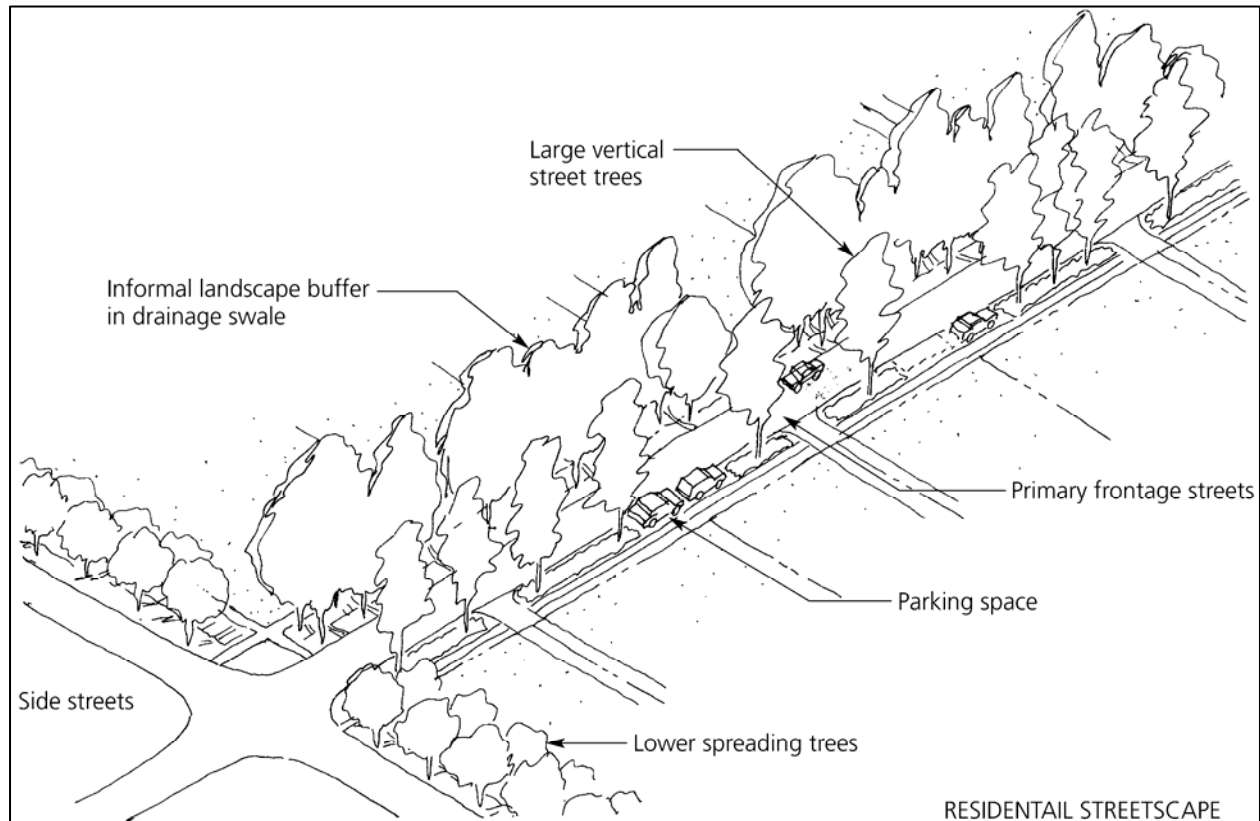 Large vertical
street trees
Informal landscape buffer
in drainage swale
Primary frontage streets
Parking space
Side streets
Lower spreading trees
RESIDENTAIL STREETSCAPE